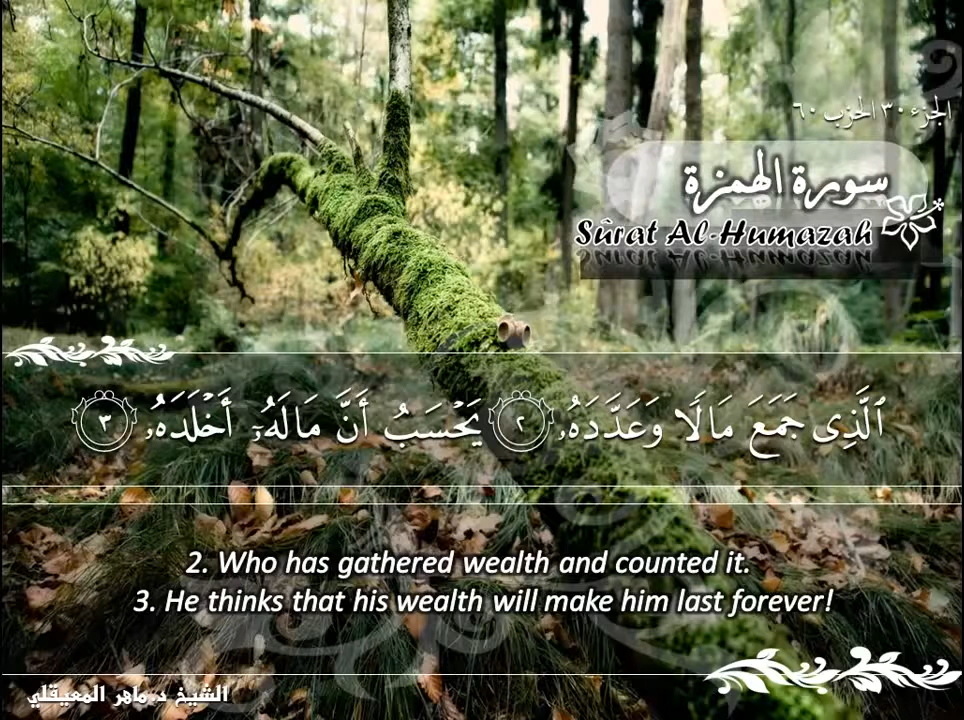 الجزء ٣٠ الحزب ٦٠
سورة الهمزة
Sûrat Al-Humazah
ٱلَّذِى جَمَعَ مَالًا وَعَدَّدَهُۥ ٢ يَحْسَبُ أَنَّ مَالَهُۥٓ أَخْلَدَهُۥ ٣
2. Who has gathered wealth and counted it.
3. He thinks that his wealth will make him last forever!
الشيخ د.ماهر المعيقلي